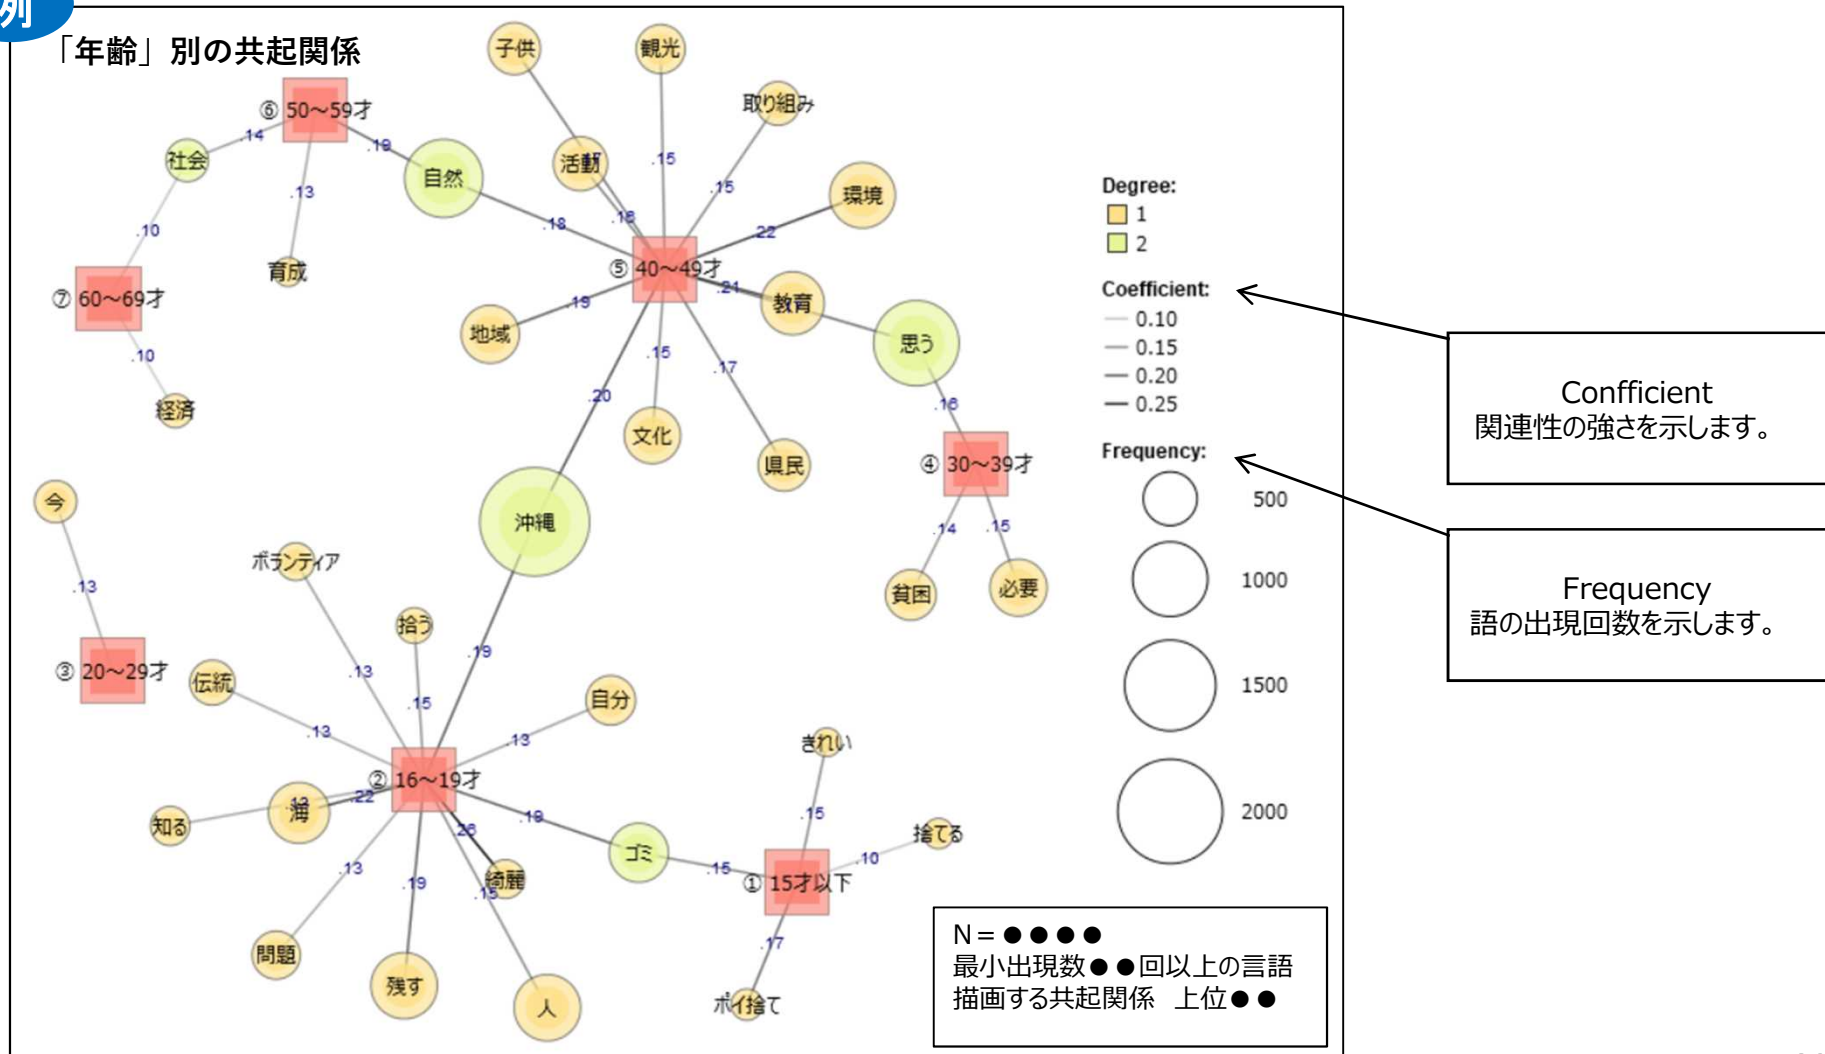 列
「年齢」別の共起関係
子供
観光
取り組み
⑥ 50～59才
.14
.19
社会
.13
自然
活動
.15
.15
環境
.10
育成
.18
.16
.22
⑦ 60～69才
⑤ 40～49才
.19
.21
教育
地域
思う
.10
.15
.17
.20
.16
経済
文化
県民
④ 30～39才
今
沖縄
.14
.15
ボランティア
貧困
必要
.13
拾う
.19
③ 20～29才
伝統
.13
.15
自分
.13
.13
きれい
② 16～19才
知る
.13
海
.22
.26
.19
.15
捨てる
ゴミ
.10
.13
.19
綺麗
.15
.15
① 15才以下
問題
残す
人
.17
ポイ捨て
Degree:
1
2
Coefficient:
0.10
0.15
0.20
0.25
Frequency:
500
1000
1500
2000
N＝●●●●
最小出現数●●回以上の言語
描画する共起関係　上位●●
Confficient
関連性の強さを示します。
Frequency
語の出現回数を示します。